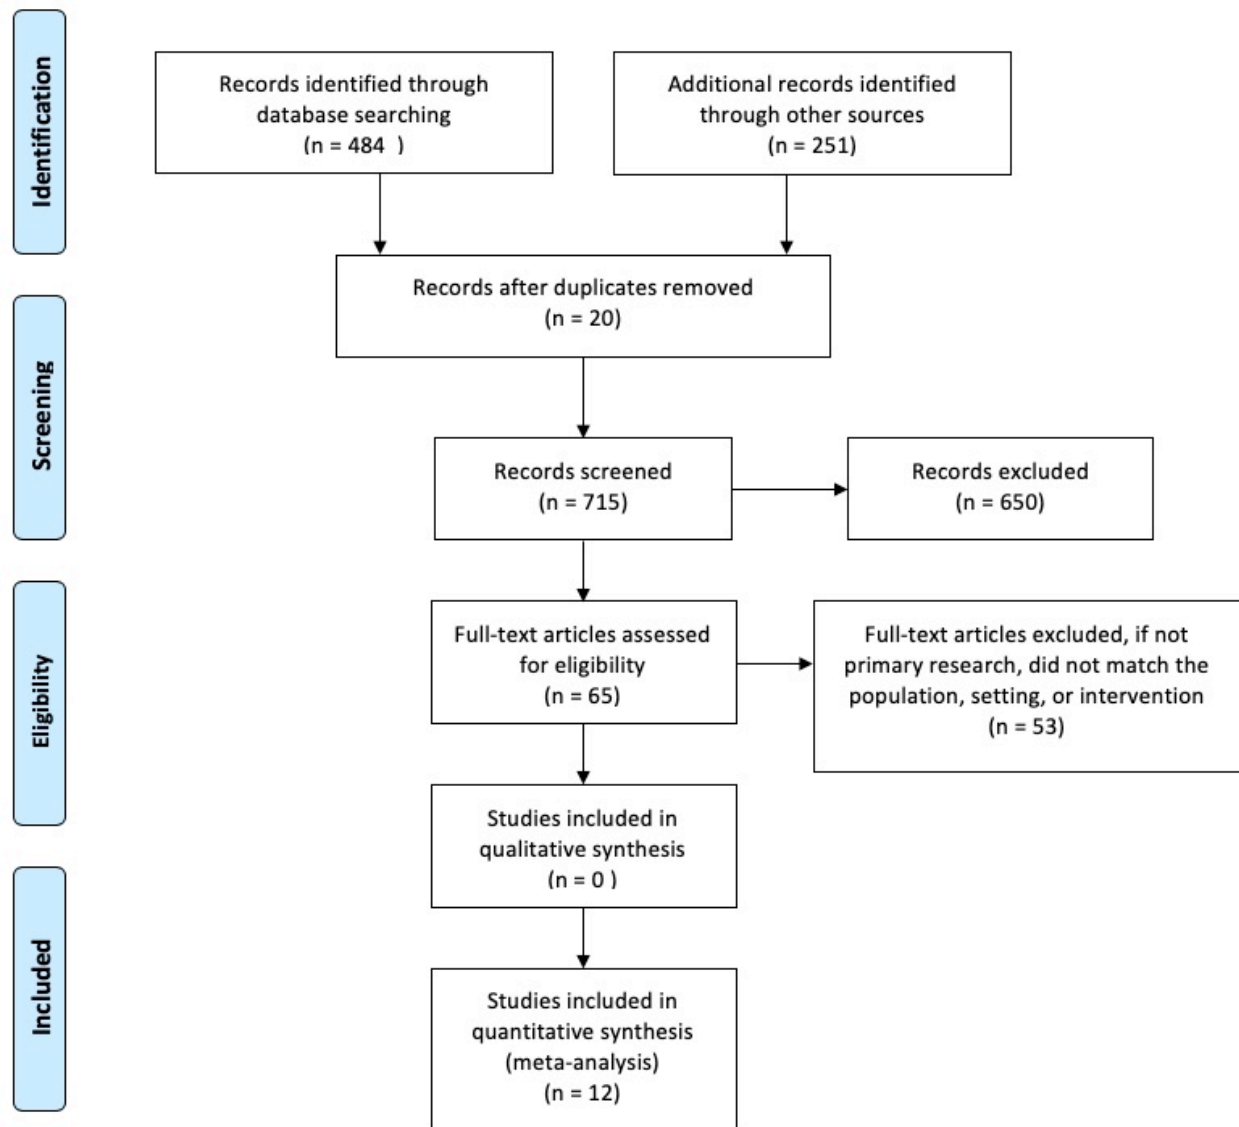 Identification
Records identified through
database searching
(n = 484  )
Additional records identified
through other sources
(n = 251)
Records after duplicates removed
(n = 20)
Screening
Records screened
(n = 715)
Records excluded
(n = 650)
Eligibility
Full-text articles assessed
for eligibility
(n = 65)
Full-text articles excluded, if not
primary research, did not match the
population, setting, or intervention
(n = 53)
Studies included in
qualitative synthesis
(n = 0 )
Included
Studies included in
quantitative synthesis
(meta-analysis)
(n = 12)